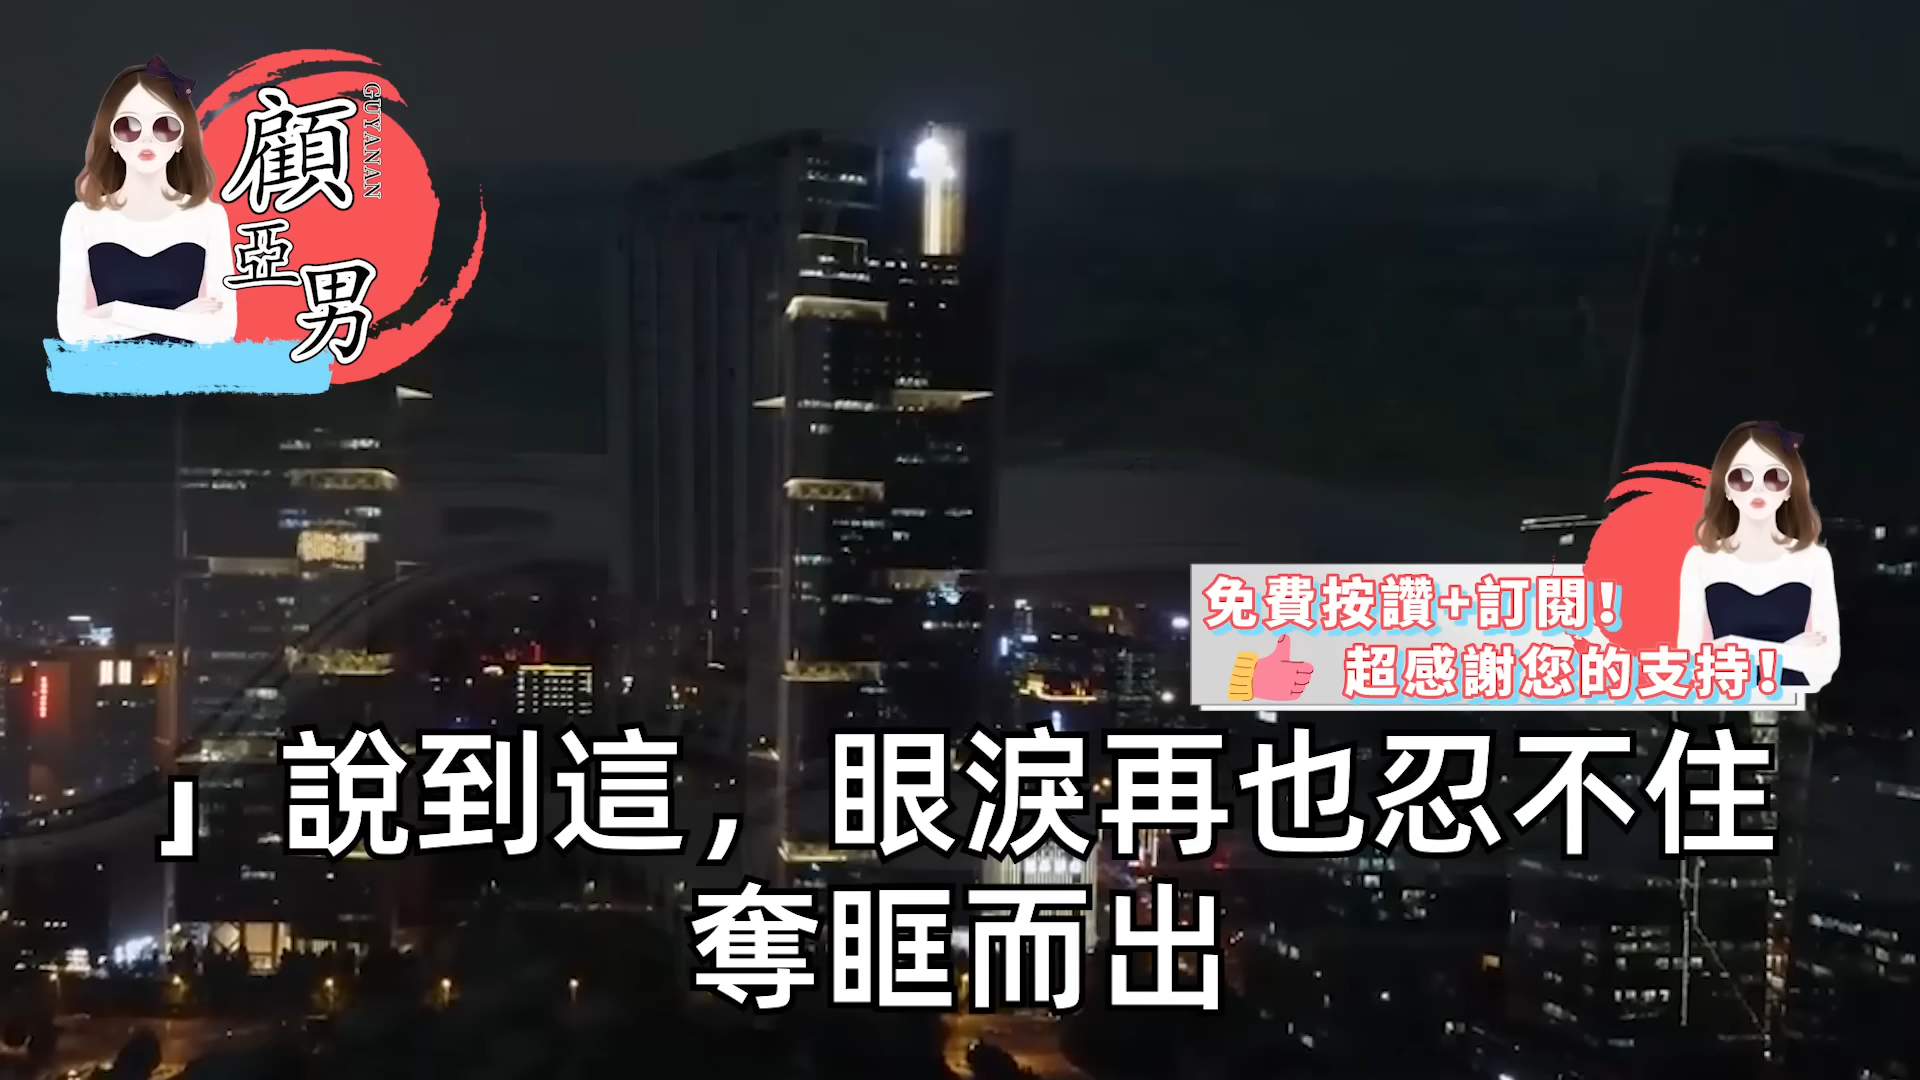 顧亞男
GUYANAN
免費按讚+訂閱!
超感謝您的支持!
」說到這，眼淚再也忍不住
奪眶而出